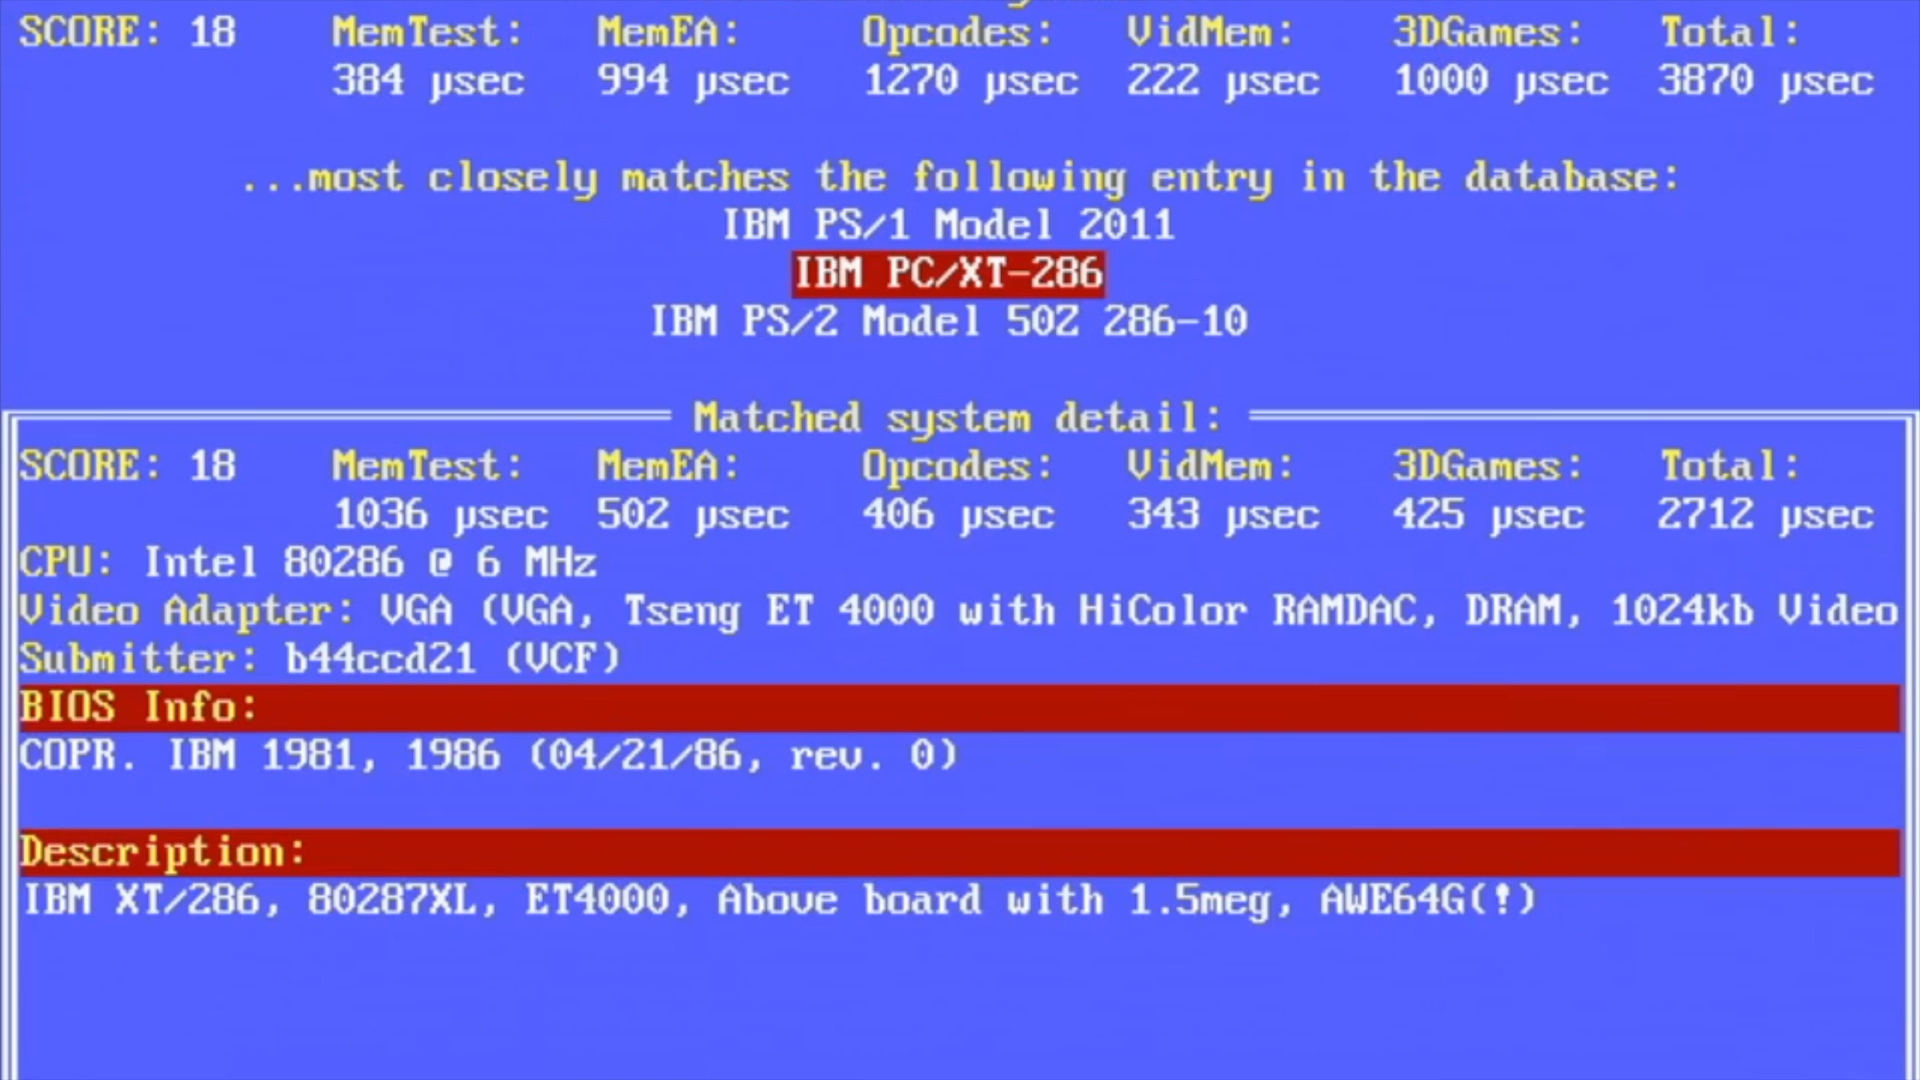 SCORE: 18 MemTest: MemEA: Opcodes: VidMem: 3DGames: Total:
384 µsec 994 µsec 1270 µsec 222 µsec 1000 µsec 3870 µsec
...most closely matches the following entry in the database:
IBM PS/1 Model 2011
IBM PC/XT-286
IBM PS/2 Model 50Z 286-10
Matched system detail:
SCORE: 18 MemTest: MemEA: Opcodes: VidMem: 3DGames: Total:
1036 µsec 502 µsec 406 µsec 343 µsec 425 µsec 2712 µsec
CPU: Intel 80286 @ 6 MHz
Video Adapter: VGA (VGA, Tseng ET 4000 with HiColor RAMDAC, DRAM, 1024kb Video
Submitter: b44ccd21 (VCF)
BIOS Info:
COPR. IBM 1981, 1986 (04/21/86, rev. 0)
Description:
IBM XT/286, 80287XL, ET4000, Above board with 1.5meg, AWE64G(!)